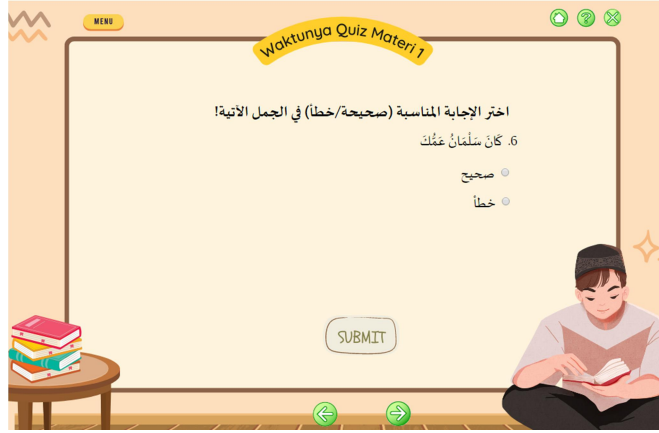 MENU
Waktunya Quiz Materi 1
اختر الإجابة المناسبة (صحيحة/خطأ) في الجمل الآتية!
6. كَانَ سَلْمَانُ عَمُّكَ
صحيح
خطأ
SUBMIT